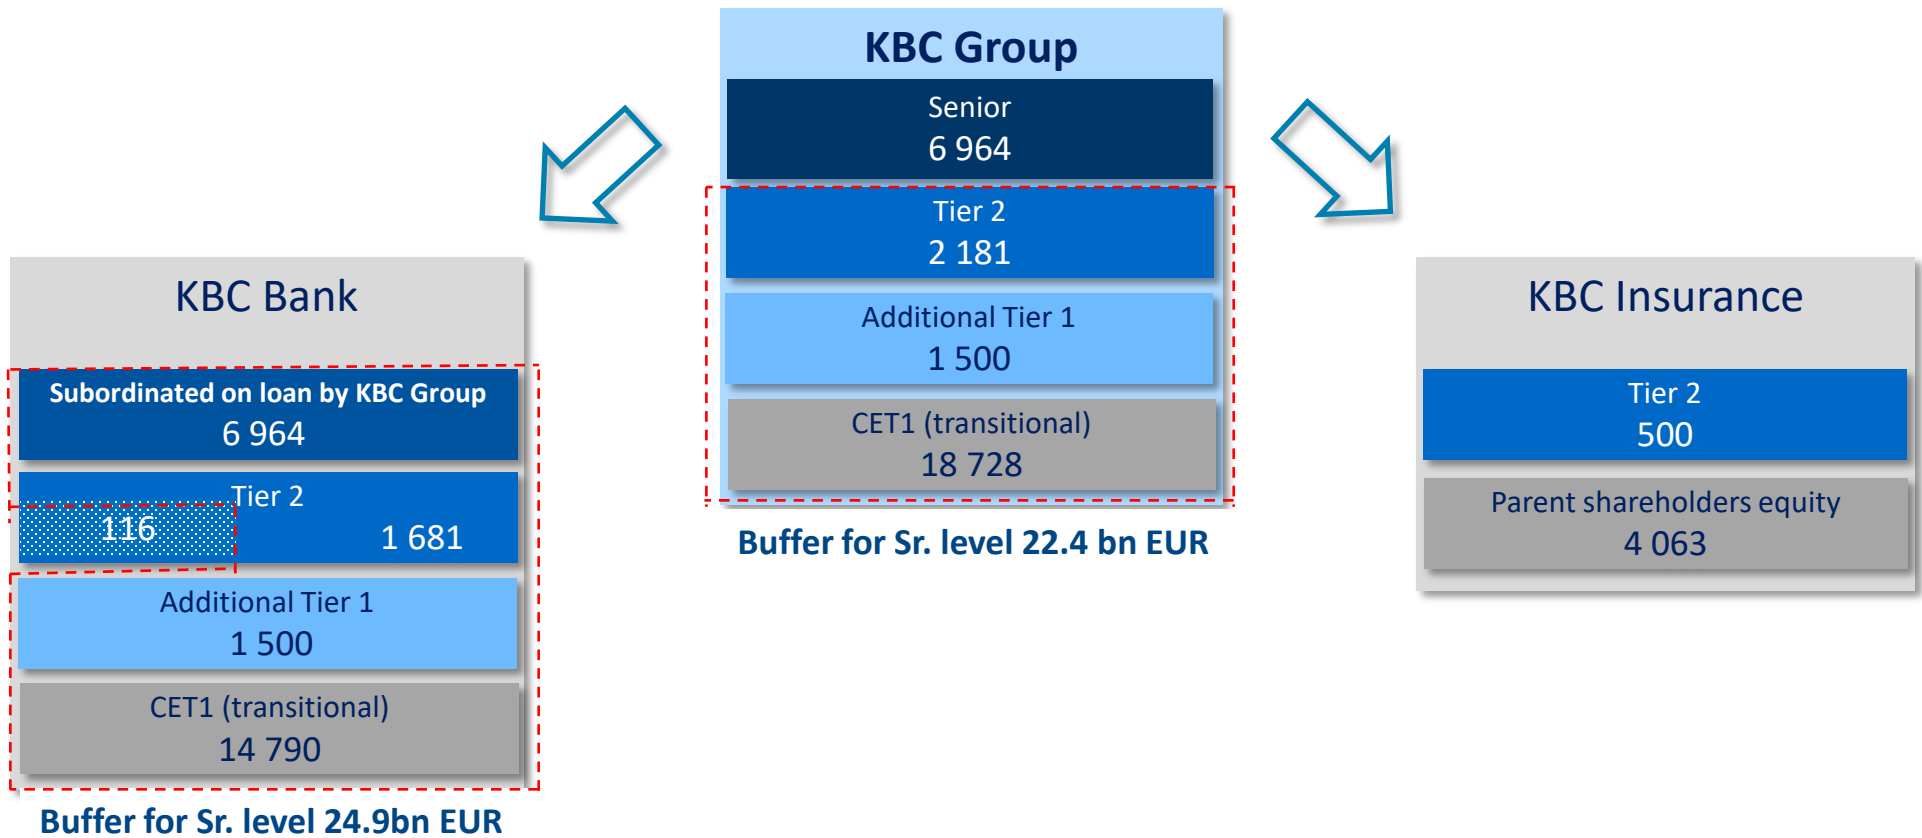 KBC Group
Senior
6 964
Tier 2
2 181
Additional Tier 1
1 500
CET1 (transitional)
18 728
Buffer for Sr. level 22.4 bn EUR
KBC Bank
Subordinated on loan by KBC Group
6 964
Tier 2
116
1 681
Additional Tier 1
1 500
CET1 (transitional)
14 790
Buffer for Sr. level 24.9bn EUR
KBC Insurance
Tier 2
500
Parent shareholders equity
4 063